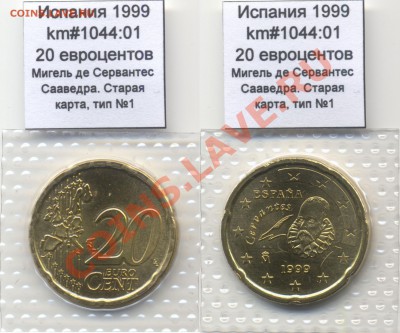 COINS.LAVE.RU
Испания 1999
km#1044:01
20 евроцентов
Мигель де Сервантес
Сааведра. Старая
карта, тип №1
Испания 1999
km#1044:01
20 евроцентов
Мигель де Сервантес
Сааведра. Старая
карта, тип №1
20
EURO
CENT
ESPAÑA
Cervantes
M
1999
COINS.LAVE.RU